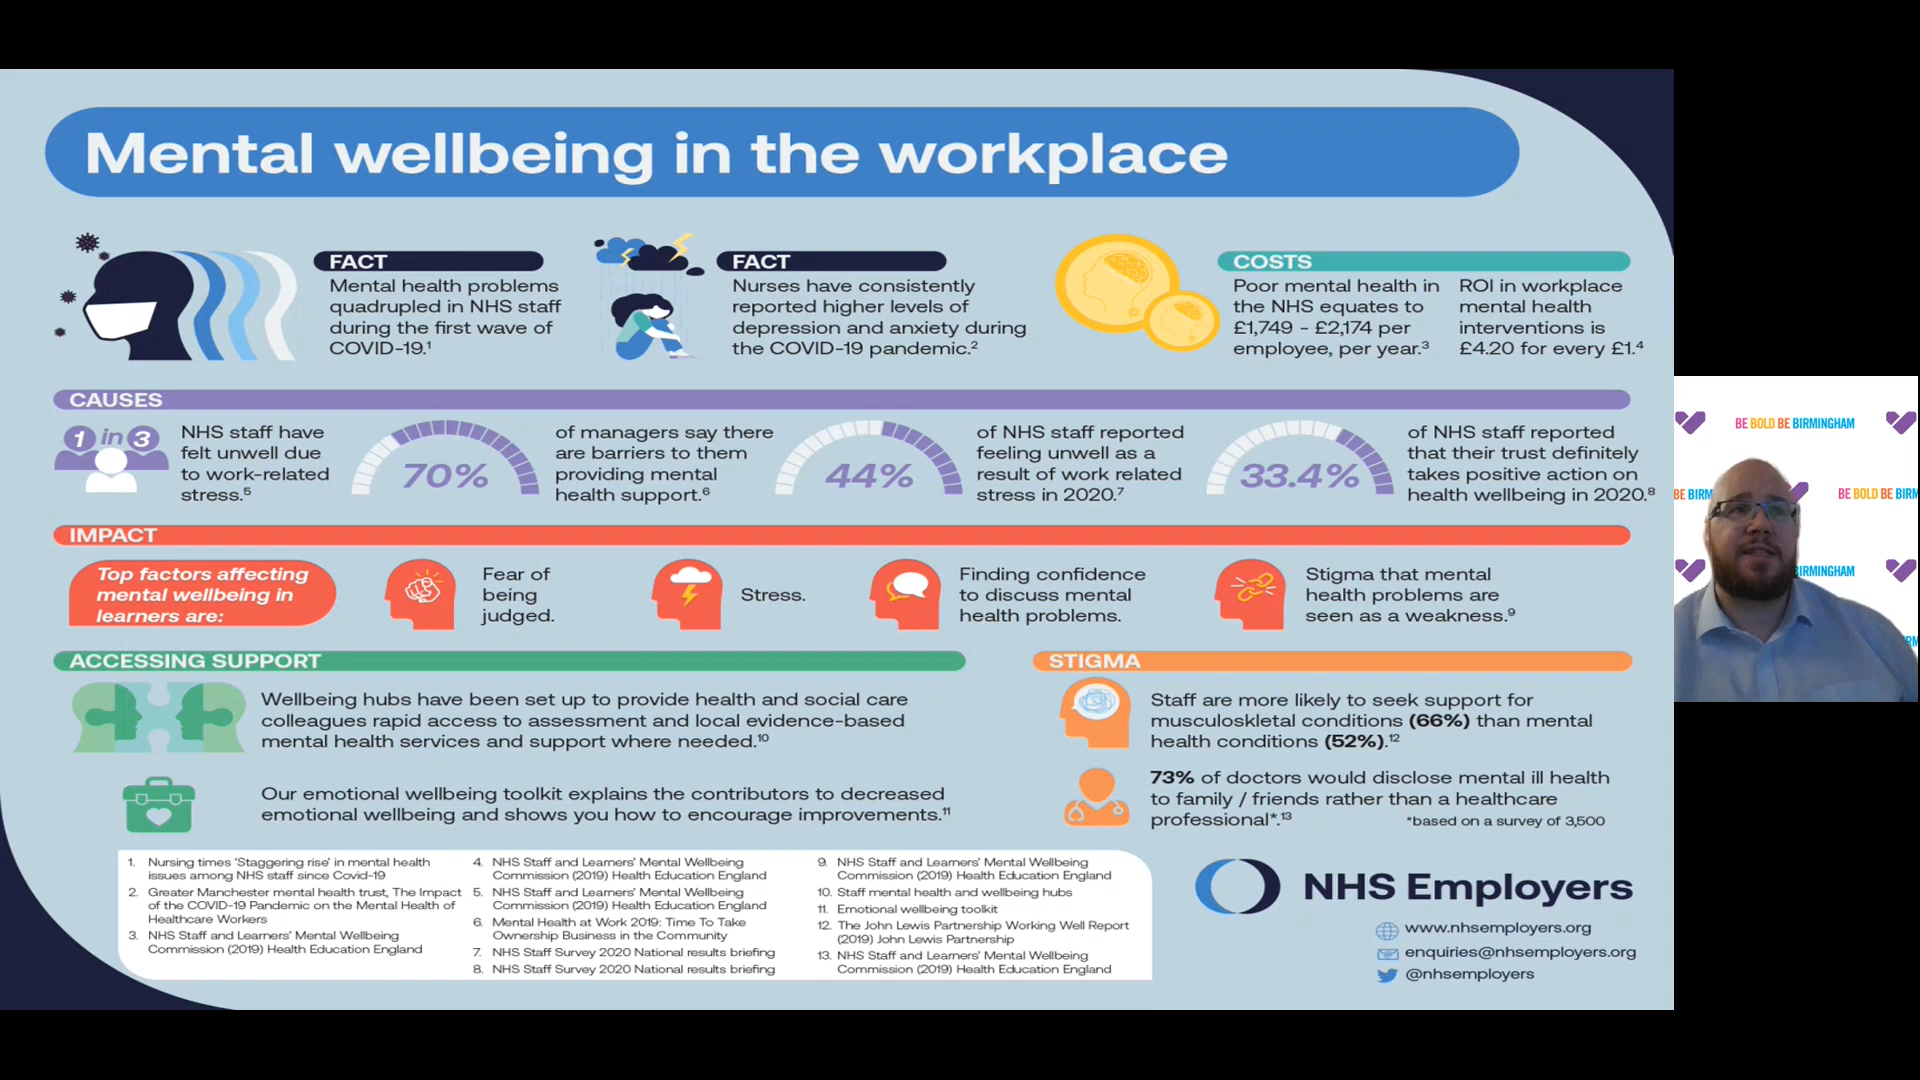 Mental wellbeing in the workplace
FACT
Mental health problems
quadrupled in NHS staff
during the first wave of
COVID-19.¹
FACT
Nurses have consistently
reported higher levels of
depression and anxiety during
the COVID-19 pandemic.²
COSTS
Poor mental health in
the NHS equates to
£1,749 - £2,174 per
employee, per year.³
ROI in workplace
mental health
interventions is
£4.20 for every £1.⁴
CAUSES
1 in 3
NHS staff have
felt unwell due
to work-related
stress.⁵
70%
of managers say there
are barriers to them
providing mental
health support.⁶
44%
of NHS staff reported
feeling unwell as a
result of work related
stress in 2020.⁷
33.4%
of NHS staff reported
that their trust definitely
takes positive action on
health wellbeing in 2020.⁸
IMPACT
Top factors affecting
mental wellbeing in
learners are:
Fear of
being
judged.
Stress.
Finding confidence
to discuss mental
health problems.
Stigma that mental
health problems are
seen as a weakness.⁹
ACCESSING SUPPORT
Wellbeing hubs have been set up to provide health and social care
colleagues rapid access to assessment and local evidence-based
mental health services and support where needed.¹⁰
Our emotional wellbeing toolkit explains the contributors to decreased
emotional wellbeing and shows you how to encourage improvements.¹¹
STIGMA
Staff are more likely to seek support for
musculoskletal conditions (66%) than mental
health conditions (52%).¹²
73% of doctors would disclose mental ill health
to family / friends rather than a healthcare
professional*.¹³
*based on a survey of 3,500
1. Nursing times ‘Staggering rise’ in mental health
issues among NHS staff since Covid-19
2. Greater Manchester mental health trust, The Impact
of the COVID-19 Pandemic on the Mental Health of
Healthcare Workers
3. NHS Staff and Learners’ Mental Wellbeing
Commission (2019) Health Education England
4. NHS Staff and Learners’ Mental Wellbeing
Commission (2019) Health Education England
5. NHS Staff and Learners’ Mental Wellbeing
Commission (2019) Health Education England
6. Mental Health at Work 2019: Time To Take
Ownership Business in the Community
7. NHS Staff Survey 2020 National results briefing
8. NHS Staff Survey 2020 National results briefing
9. NHS Staff and Learners’ Mental Wellbeing
Commission (2019) Health Education England
10. Staff mental health and wellbeing hubs
11. Emotional wellbeing toolkit
12. The John Lewis Partnership Working Well Report
(2019) John Lewis Partnership
13. NHS Staff and Learners’ Mental Wellbeing
Commission (2019) Health Education England
NHS Employers
www.nhsemployers.org
enquiries@nhsemployers.org
@nhsemployers
BE BOLD BE BIRMINGHAM
BE BIRM
BE BOLD BE BIRM
BIRMINGHAM